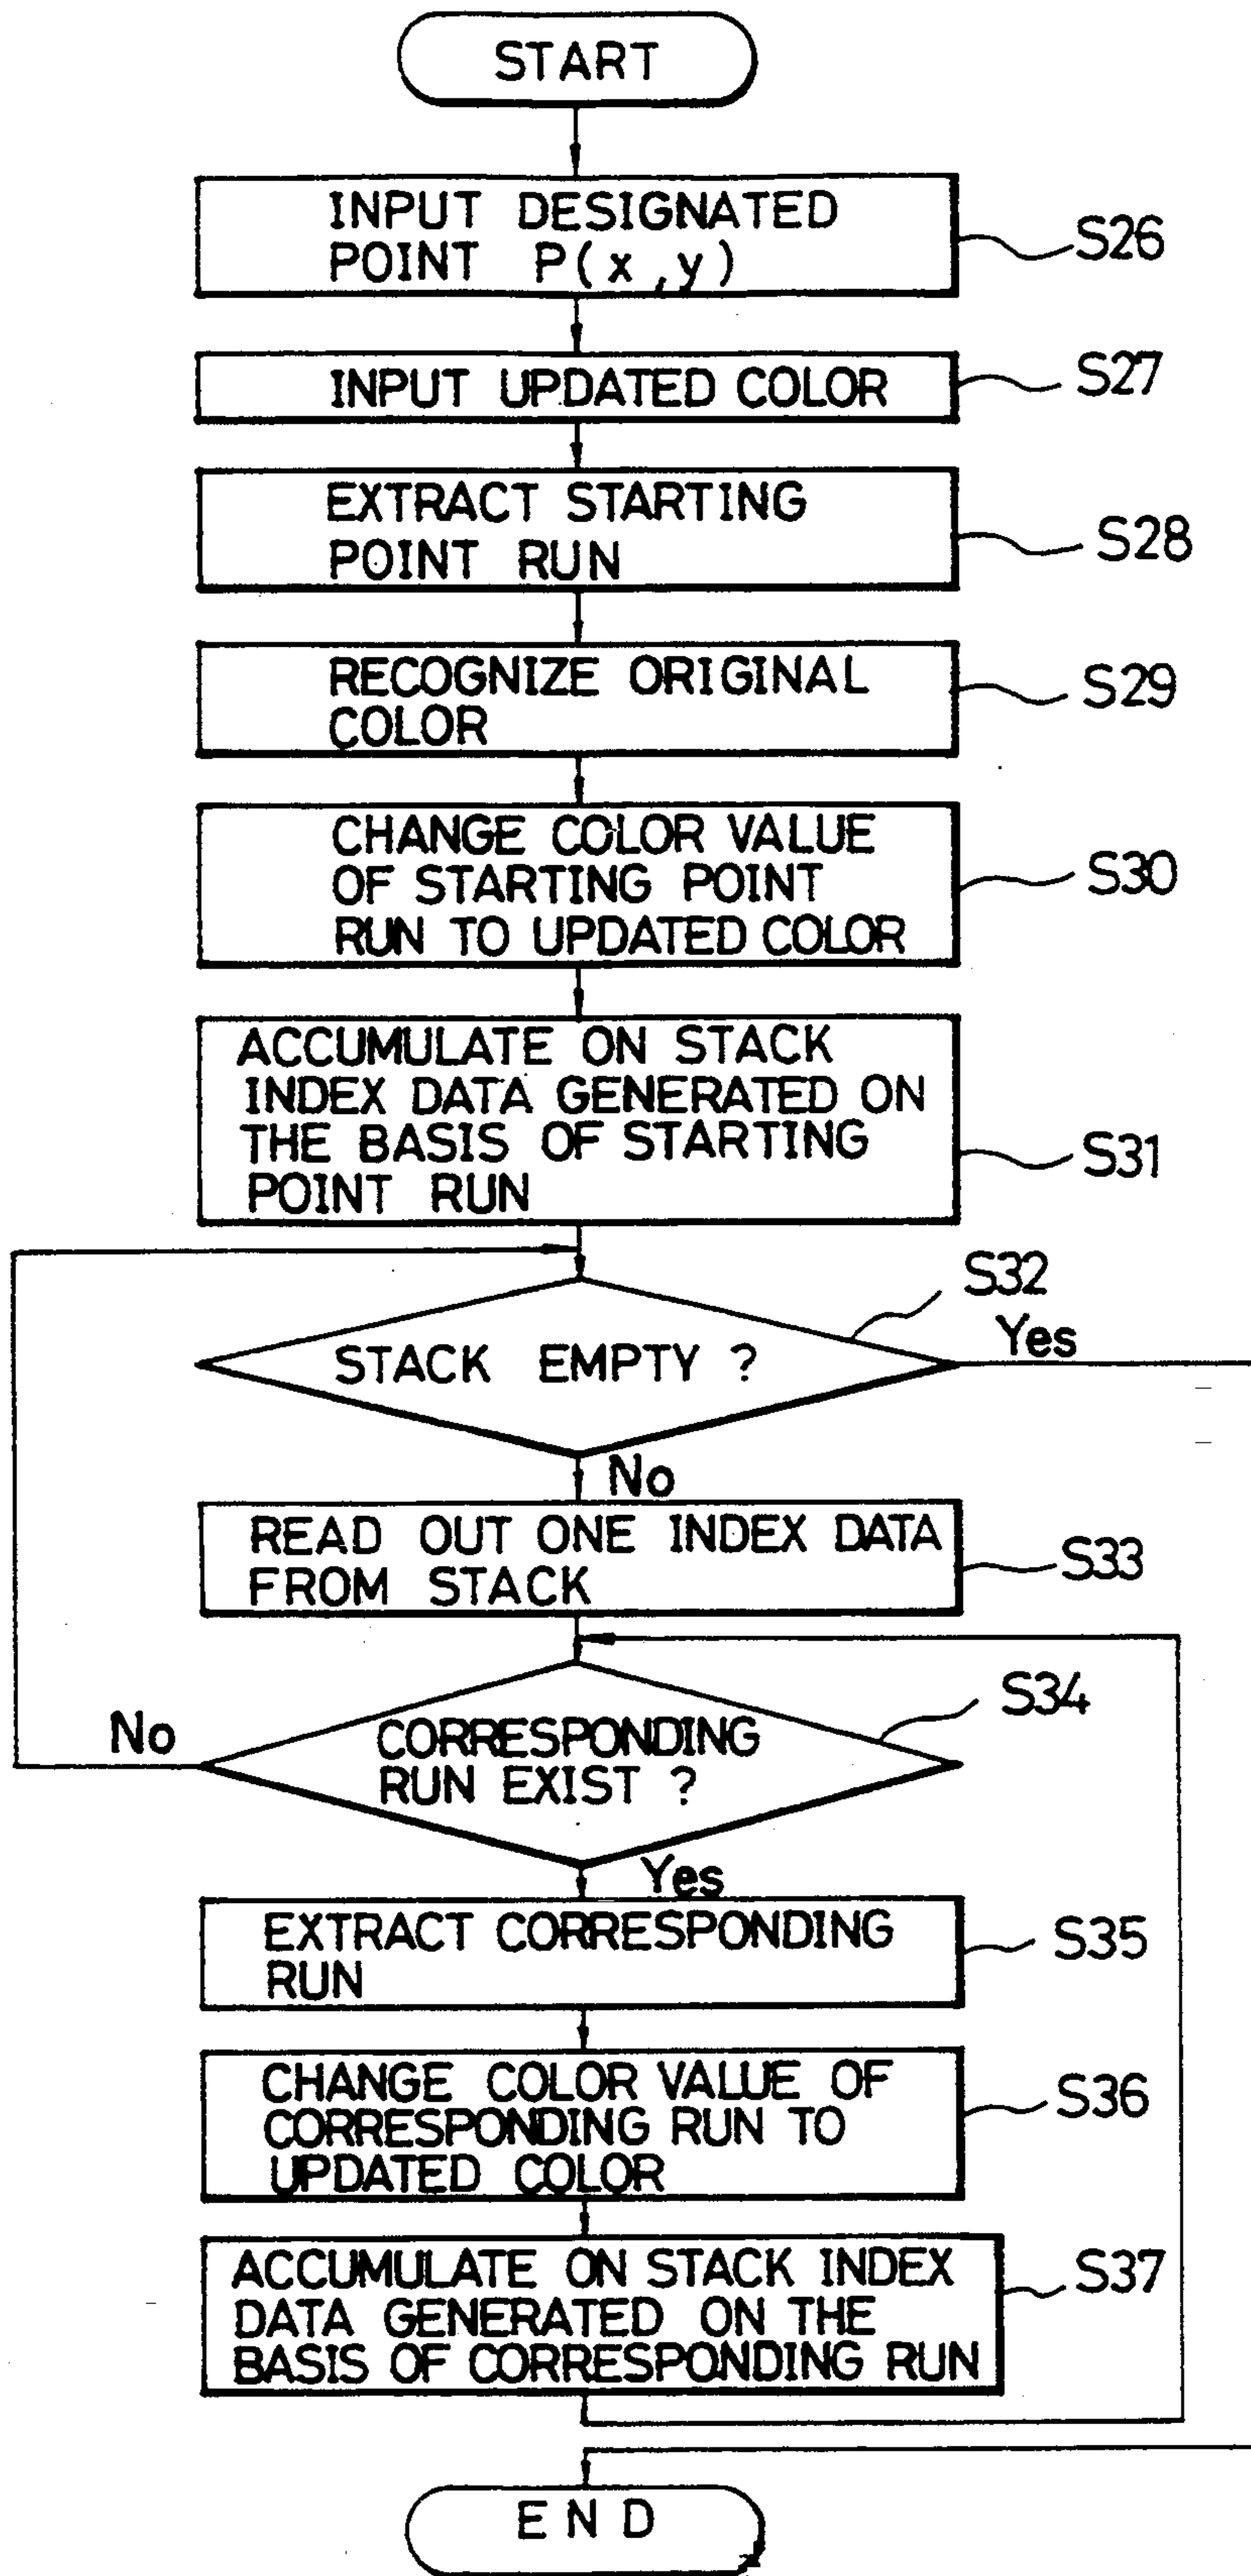 START
INPUT DESIGNATED
POINT P(x,y)
S26
INPUT UPDATED COLOR
S27
EXTRACT STARTING
POINT RUN
S28
RECOGNIZE ORIGINAL
COLOR
S29
CHANGE COLOR VALUE
OF STARTING POINT
RUN TO UPDATED COLOR
S30
ACCUMULATE ON STACK
INDEX DATA GENERATED ON
THE BASIS OF STARTING
POINT RUN
S31
S32
STACK EMPTY ?
Yes
No
READ OUT ONE INDEX DATA
FROM STACK
S33
S34
No
CORRESPONDING
RUN EXIST ?
Yes
EXTRACT CORRESPONDING
RUN
S35
CHANGE COLOR VALUE OF
CORRESPONDING RUN TO
UPDATED COLOR
S36
ACCUMULATE ON STACK INDEX
DATA GENERATED ON THE
BASIS OF CORRESPONDING RUN
S37
END